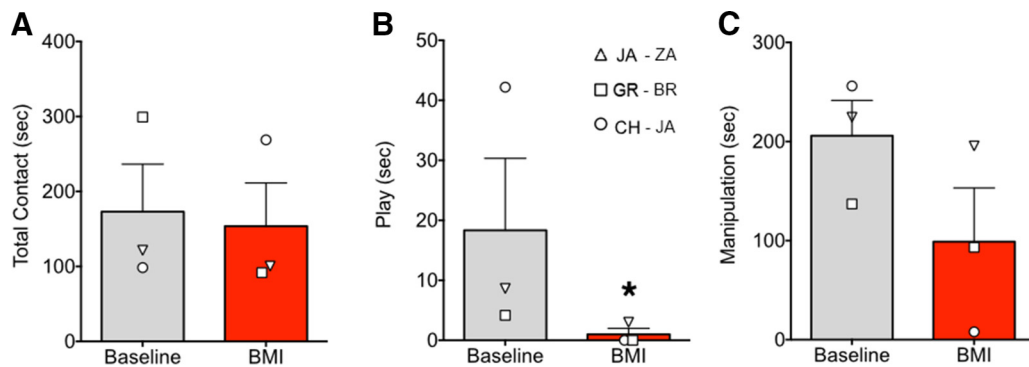 A
Total Contact (sec)
400
300
200
100
0
Baseline BMI
B
Play (sec)
50
40
30
20
10
0
JA - ZA
GR - BR
CH - JA
*
Baseline BMI
C
Manipulation (sec)
300
200
100
0
Baseline BMI